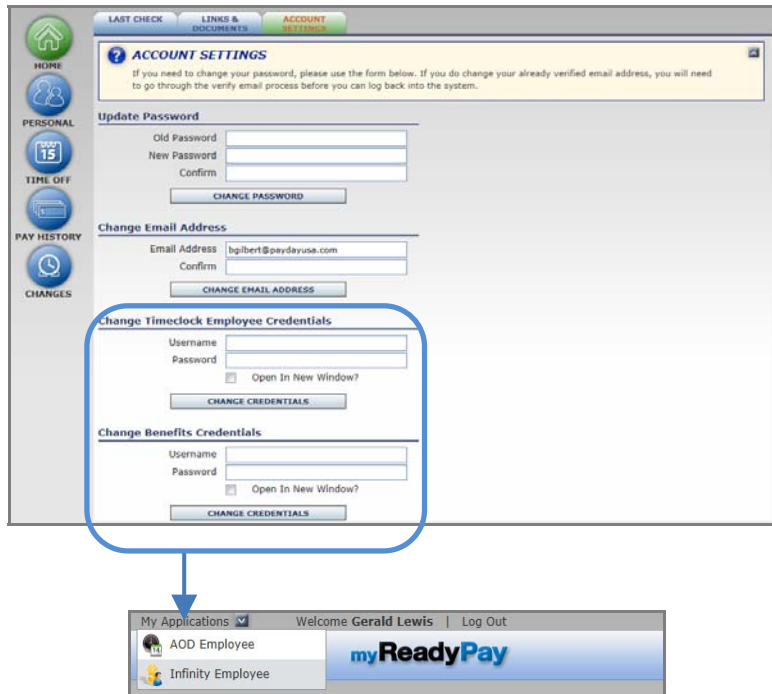 LAST CHECK
LINKS &
DOCUMENTS
ACCOUNT
SETTINGS
HOME
PERSONAL
15
TIME OFF
PAY HISTORY
CHANGES
? ACCOUNT SETTINGS
If you need to change your password, please use the form below. If you do change your already verified email address, you will need
to go through the verify email process before you can log back into the system.
Update Password
Old Password
New Password
Confirm
CHANGE PASSWORD
Change Email Address
Email Address bgilbert@paydayusa.com
Confirm
CHANGE EMAIL ADDRESS
Change Timeclock Employee Credentials
Username
Password
Open In New Window?
CHANGE CREDENTIALS
Change Benefits Credentials
Username
Password
Open In New Window?
CHANGE CREDENTIALS
My Applications Welcome Gerald Lewis | Log Out
14 AOD Employee
myReadyPay
Infinity Employee